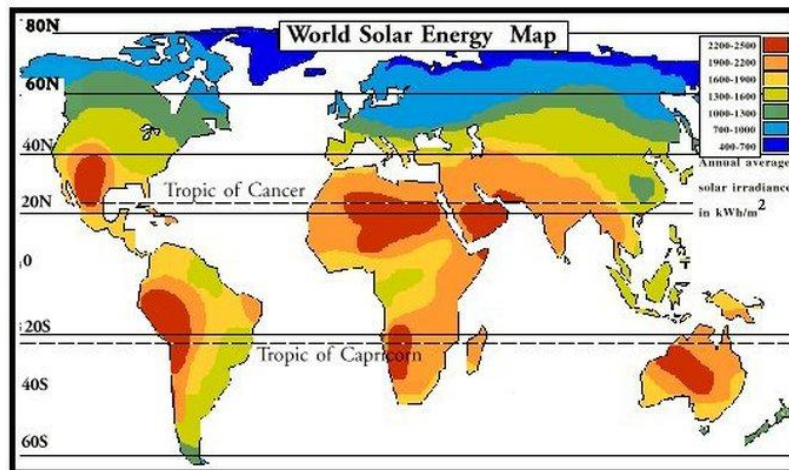 80N
World Solar Energy Map
2200-2500
1900-2200
1600-1900
1300-1600
1000-1300
700-1000
400-700
60N
40N
Annual average
solar irradiance
in kWh/m2
Tropic of Cancer
20N
0
20S
Tropic of Capricorn
40S
60S